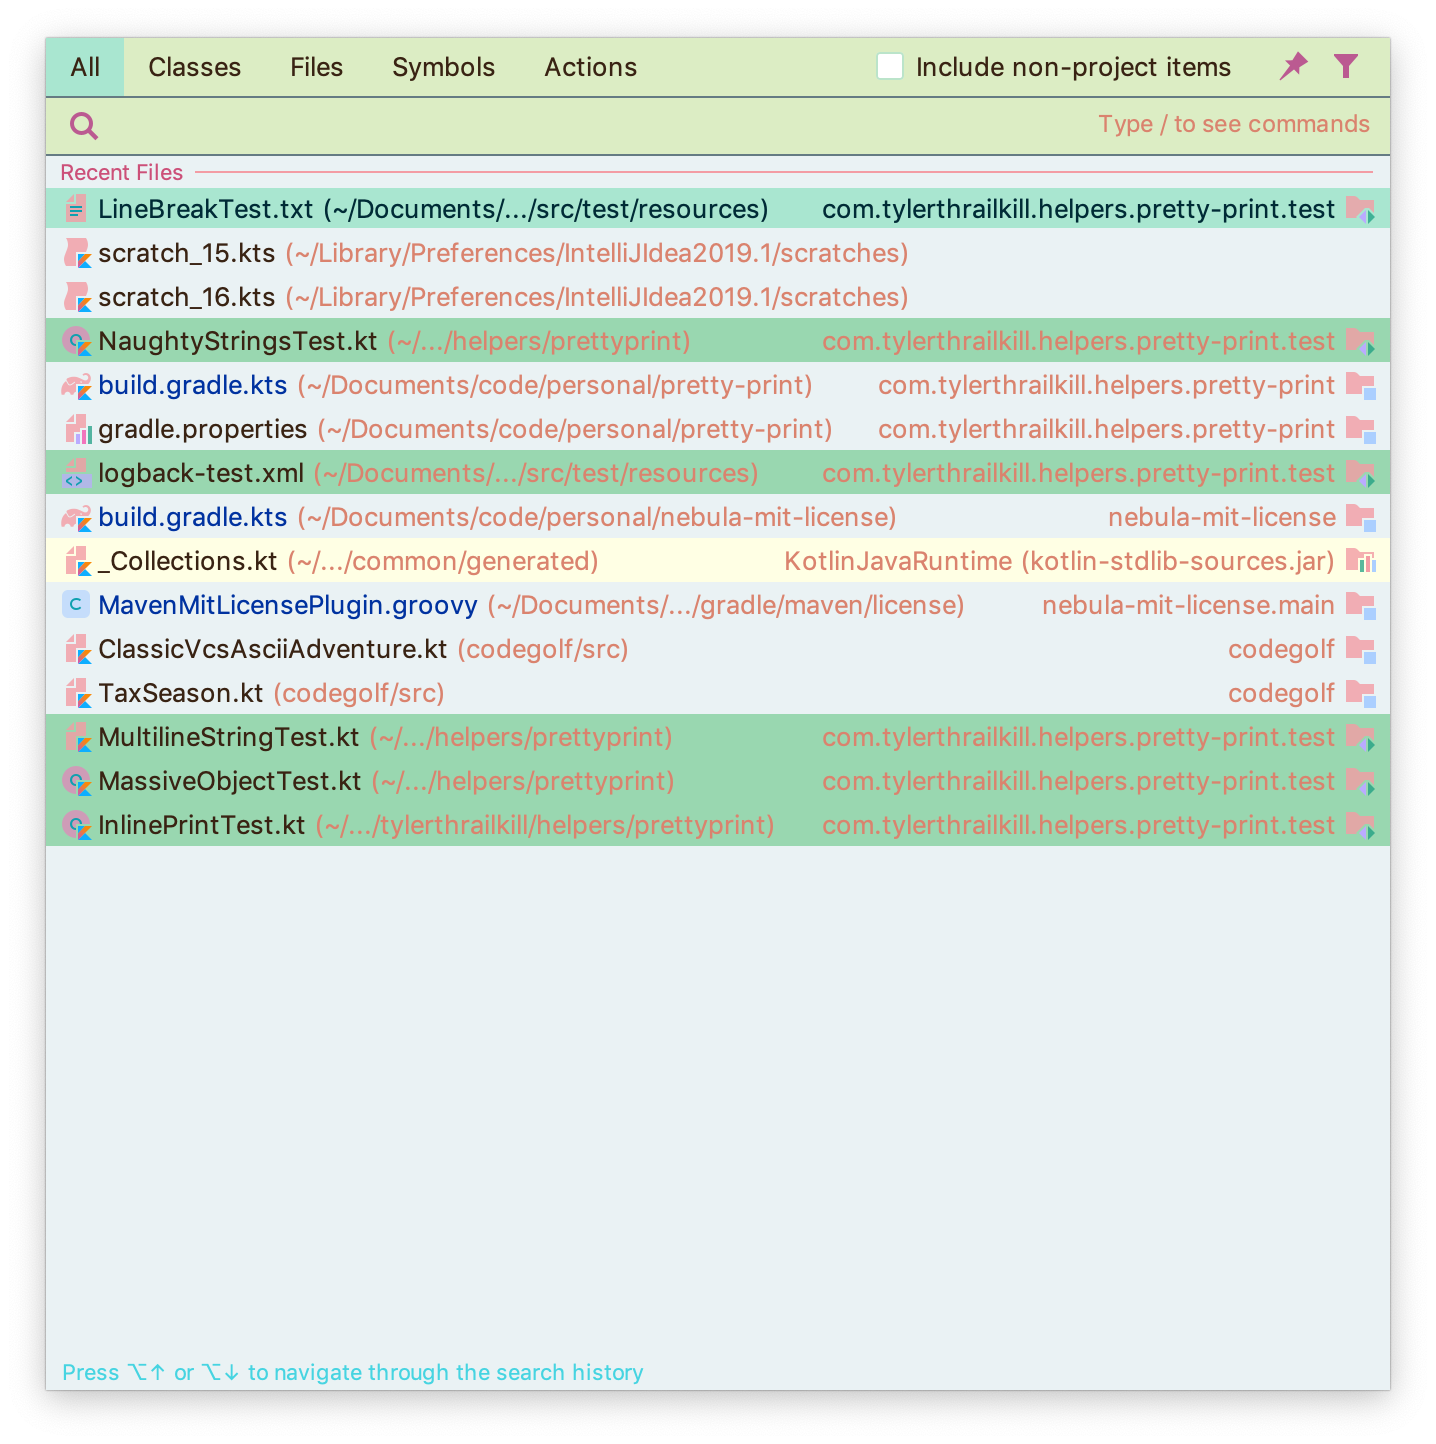 All Classes Files Symbols Actions Include non-project items
Type / to see commands
Recent Files
LineBreakTest.txt (~/Documents/.../src/test/resources) com.tylerthrailkill.helpers.pretty-print.test
scratch_15.kts (~/Library/Preferences/IntelliJIdea2019.1/scratches)
scratch_16.kts (~/Library/Preferences/IntelliJIdea2019.1/scratches)
NaughtyStringsTest.kt (~/.../helpers/prettyprint) com.tylerthrailkill.helpers.pretty-print.test
build.gradle.kts (~/Documents/code/personal/pretty-print) com.tylerthrailkill.helpers.pretty-print
gradle.properties (~/Documents/code/personal/pretty-print) com.tylerthrailkill.helpers.pretty-print
logback-test.xml (~/Documents/.../src/test/resources) com.tylerthrailkill.helpers.pretty-print.test
build.gradle.kts (~/Documents/code/personal/nebula-mit-license) nebula-mit-license
_Collections.kt (~/.../common/generated) KotlinJavaRuntime (kotlin-stdlib-sources.jar)
C MavenMitLicensePlugin.groovy (~/Documents/.../gradle/maven/license) nebula-mit-license.main
ClassicVcsAsciiAdventure.kt (codegolf/src) codegolf
TaxSeason.kt (codegolf/src) codegolf
MultilineStringTest.kt (~/.../helpers/prettyprint) com.tylerthrailkill.helpers.pretty-print.test
MassiveObjectTest.kt (~/.../helpers/prettyprint) com.tylerthrailkill.helpers.pretty-print.test
InlinePrintTest.kt (~/.../tylerthrailkill/helpers/prettyprint) com.tylerthrailkill.helpers.pretty-print.test
Press ⌥↑ or ⌥↓ to navigate through the search history